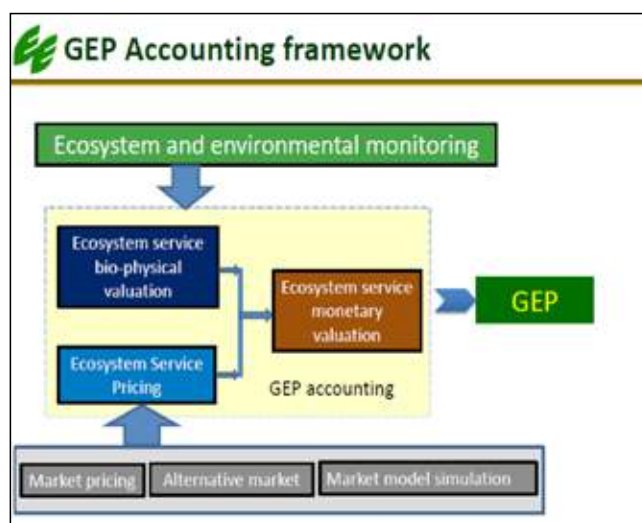 GEP Accounting framework
Ecosystem and environmental monitoring
Ecosystem service
bio-physical
valuation
Ecosystem service
monetary
valuation
GEP
Ecosystem Service
Pricing
GEP accounting
Market pricing
Alternative market
Market model simulation